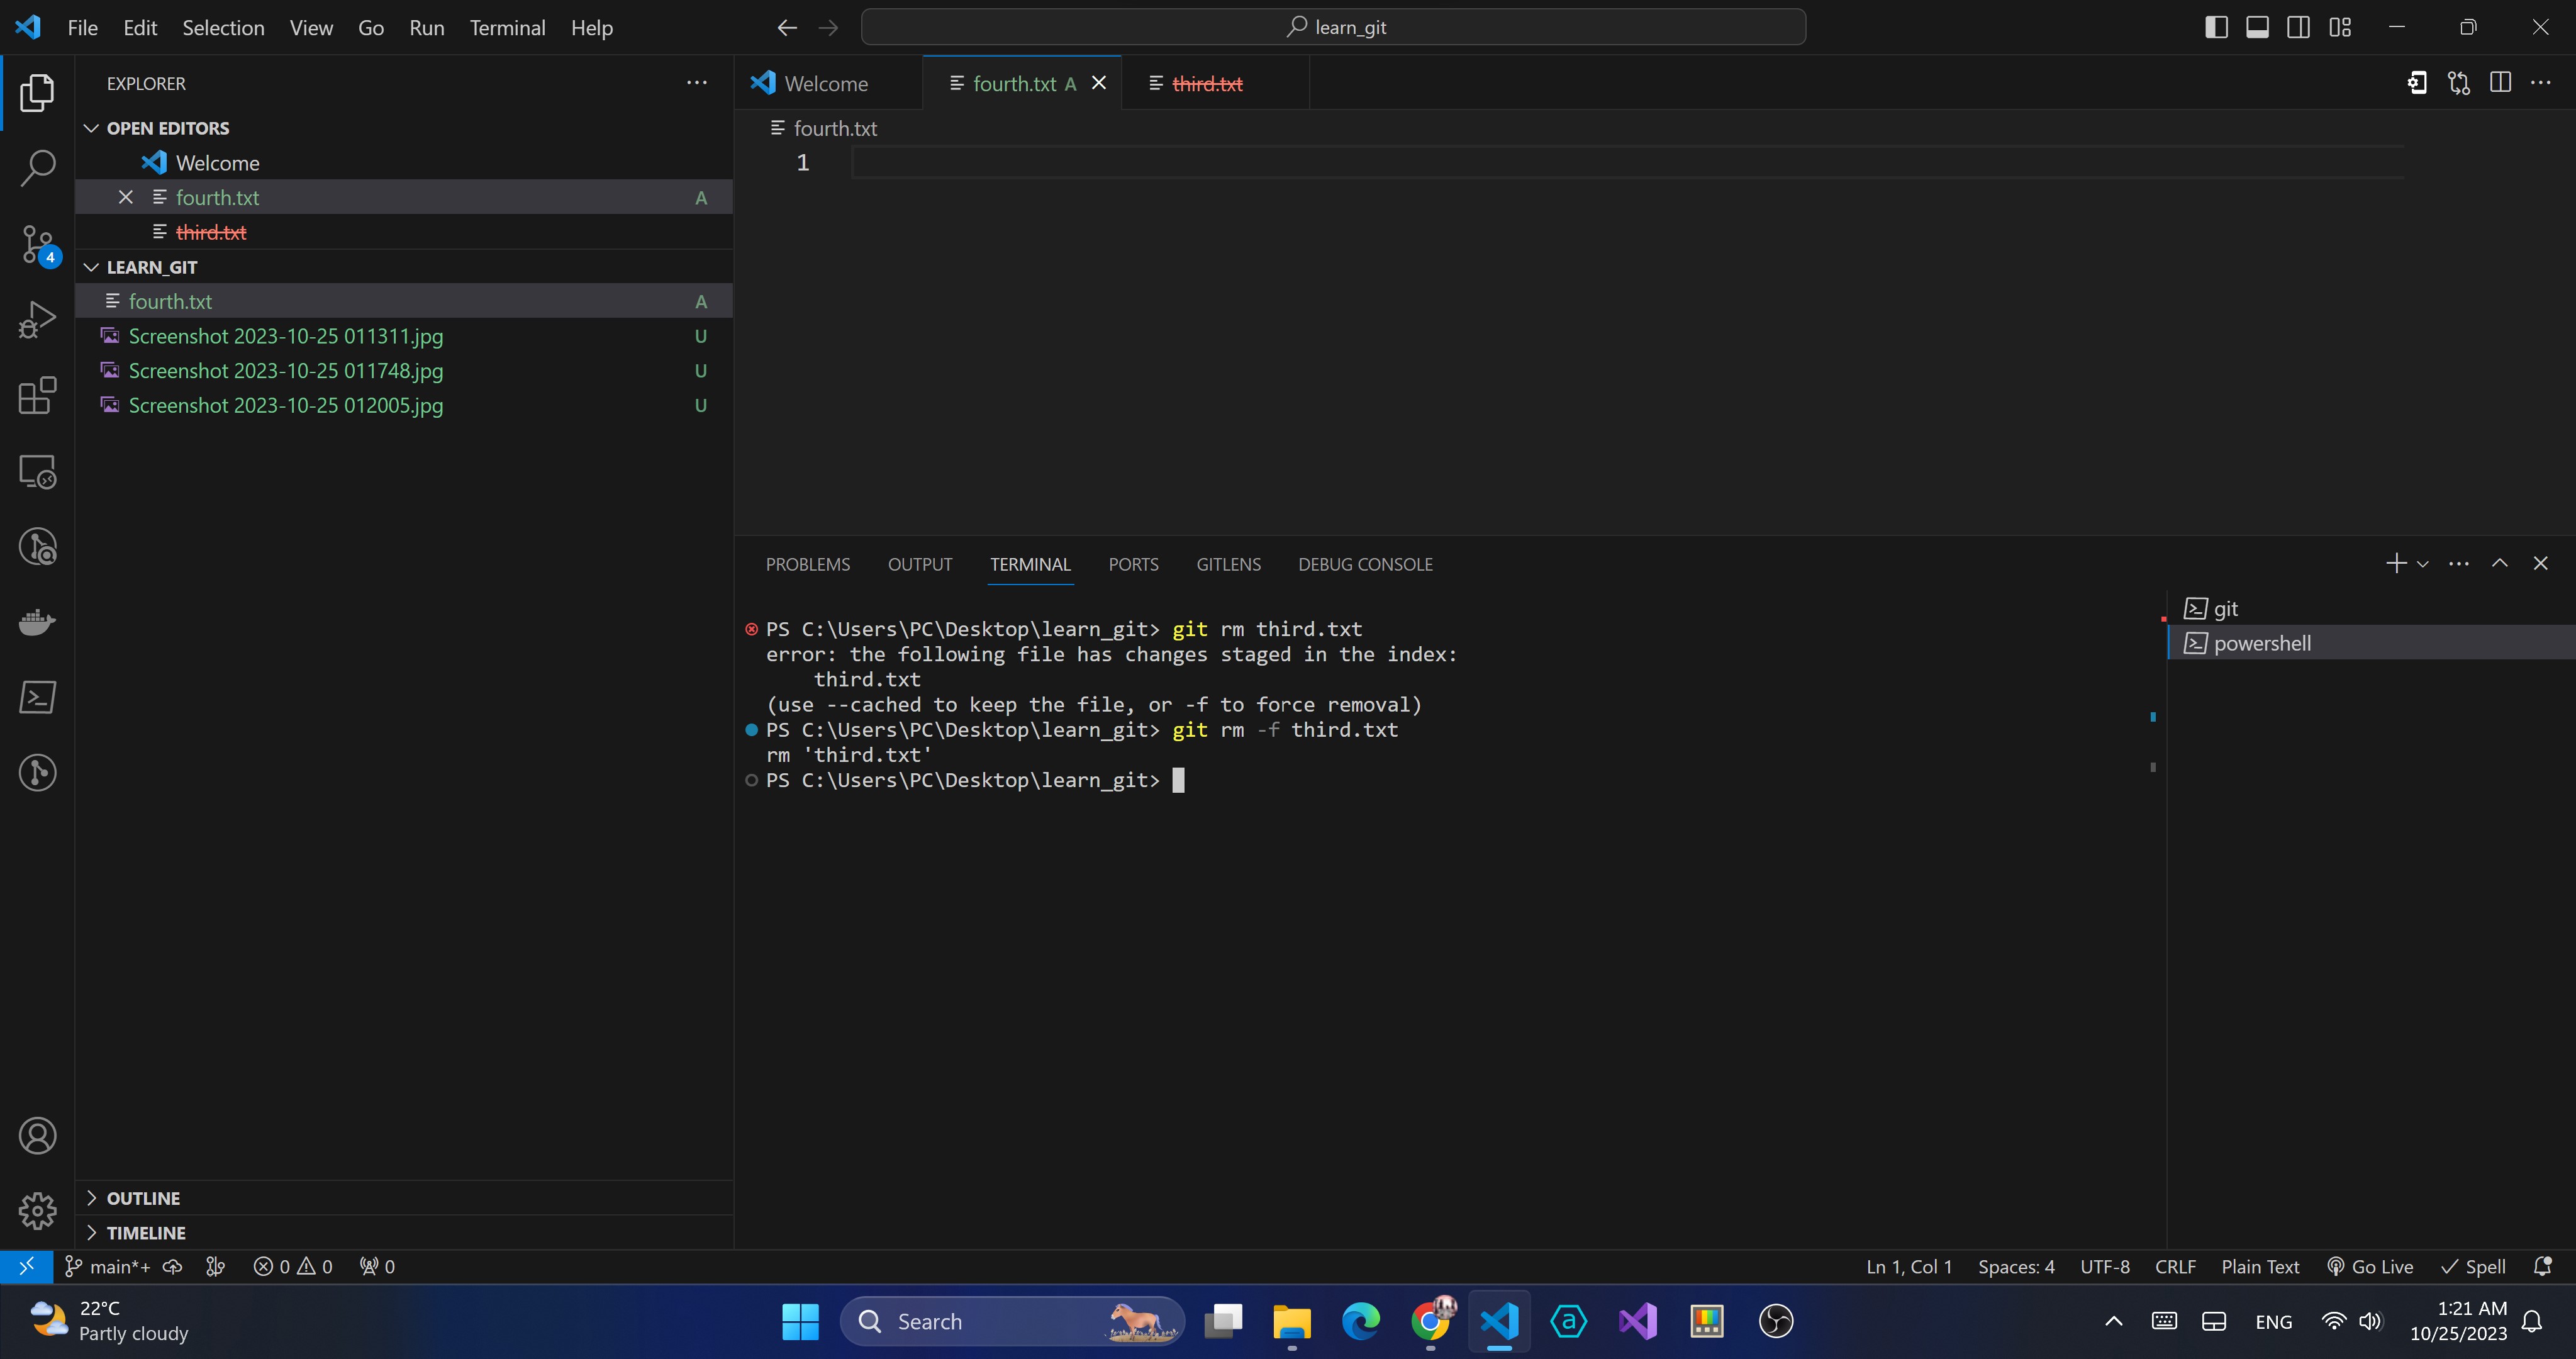 File Edit Selection View Go Run Terminal Help
learn_git
EXPLORER
OPEN EDITORS
Welcome
fourth.txt A
third.txt
LEARN_GIT
fourth.txt A
Screenshot 2023-10-25 011311.jpg U
Screenshot 2023-10-25 011748.jpg U
Screenshot 2023-10-25 012005.jpg U
4
OUTLINE
TIMELINE
Welcome
fourth.txt A
third.txt
fourth.txt
1
PROBLEMS OUTPUT TERMINAL PORTS GITLENS DEBUG CONSOLE
PS C:\Users\PC\Desktop\learn_git> git rm third.txt
error: the following file has changes staged in the index:
third.txt
(use --cached to keep the file, or -f to force removal)
PS C:\Users\PC\Desktop\learn_git> git rm -f third.txt
rm 'third.txt'
PS C:\Users\PC\Desktop\learn_git>
git
powershell
main*+ 0 0 0
Ln 1, Col 1 Spaces: 4 UTF-8 CRLF Plain Text Go Live Spell
22°C
Partly cloudy
Search
ENG
1:21 AM
10/25/2023